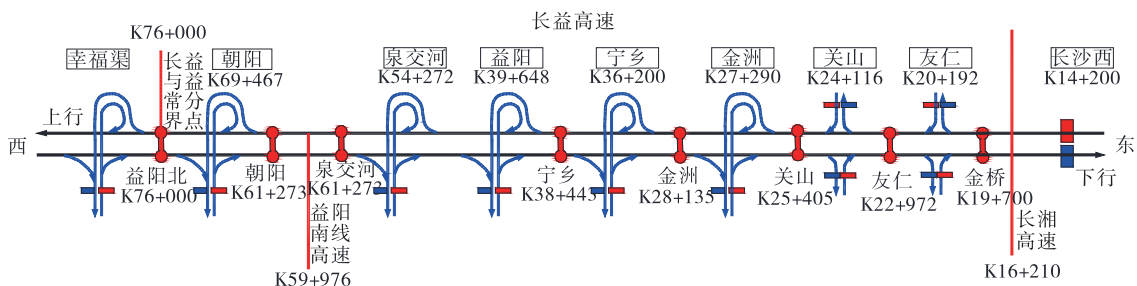 长益高速
K76+000
幸福渠
长益与益常分界点
朝阳
K69+467
泉交河
K54+272
益阳
K39+648
宁乡
K36+200
金洲
K27+290
关山
K24+116
友仁
K20+192
长沙西
K14+200
上行
西
东
下行
益阳北
K76+000
朝阳
K61+273
泉交河
K61+273
宁乡
K38+445
金洲
K28+135
关山
K25+405
友仁
K22+972
金桥
K19+700
益阳南线高速
K59+976
长湘高速
K16+210